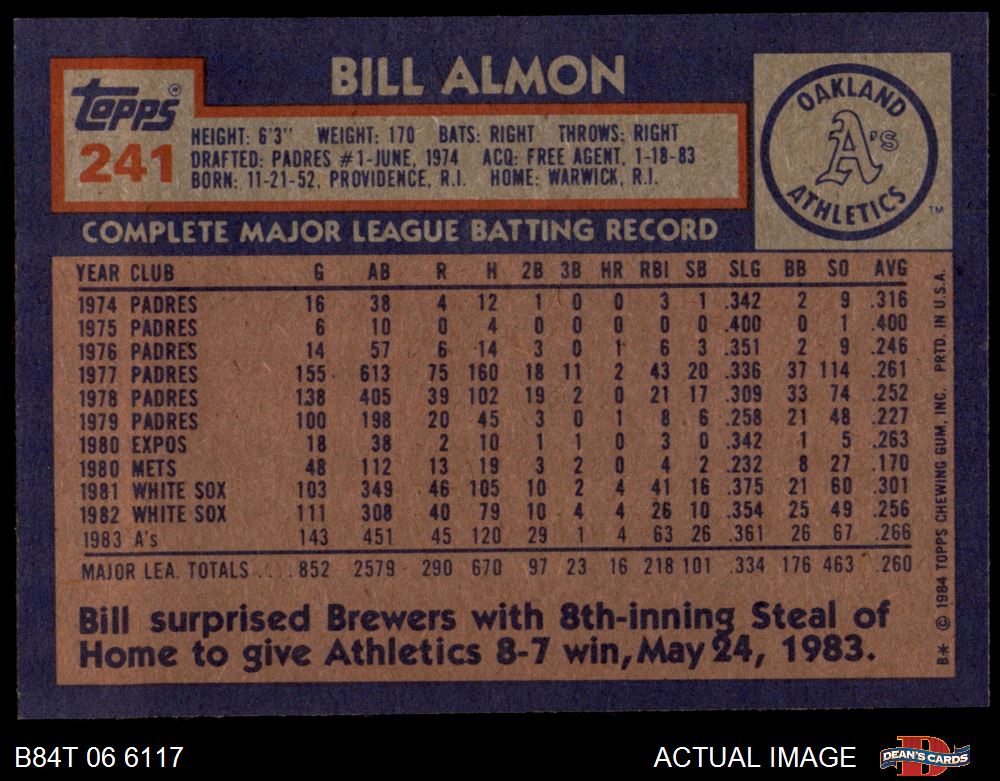 BILL ALMON
Topps®
241
HEIGHT: 6'3" WEIGHT: 170 BATS: RIGHT THROWS: RIGHT
DRAFTED: PADRES #1-JUNE, 1974 ACQ: FREE AGENT, 1-18-83
BORN: 11-21-52, PROVIDENCE, R.I. HOME: WARWICK, R.I.
OAKLAND
A's
ATHLETICS
TM
COMPLETE MAJOR LEAGUE BATTING RECORD
YEAR CLUB G AB R H 2B 3B HR RBI SB SLG BB SO AVG
1974 PADRES 16 38 4 12 1 0 0 3 1 .342 2 9 .316
1975 PADRES 6 10 0 4 0 0 0 0 0 .400 0 1 .400
1976 PADRES 14 57 6 14 3 0 1 6 3 .351 2 9 .246
1977 PADRES 155 613 75 160 18 11 2 43 20 .336 37 114 .261
1978 PADRES 138 405 39 102 19 2 0 21 17 .309 33 74 .252
1979 PADRES 100 198 20 45 3 0 1 8 6 .258 21 48 .227
1980 EXPOS 18 38 2 10 1 1 0 3 0 .342 1 5 .263
1980 METS 48 112 13 19 3 2 0 4 2 .232 8 27 .170
1981 WHITE SOX 103 349 46 105 10 2 4 41 16 .375 21 60 .301
1982 WHITE SOX 111 308 40 79 10 4 4 26 10 .354 25 49 .256
1983 A's 143 451 45 120 29 1 4 63 26 .361 26 67 .266
MAJOR LEA. TOTALS .... 852 2579 290 670 97 23 16 218 101 .334 176 463 .260
Bill surprised Brewers with 8th-inning Steal of
Home to give Athletics 8-7 win, May 24, 1983.
B* © 1984 TOPPS CHEWING GUM, INC. PRTD. IN U.S.A.
B84T 06 6117
ACTUAL IMAGE
DEAN'S CARDS